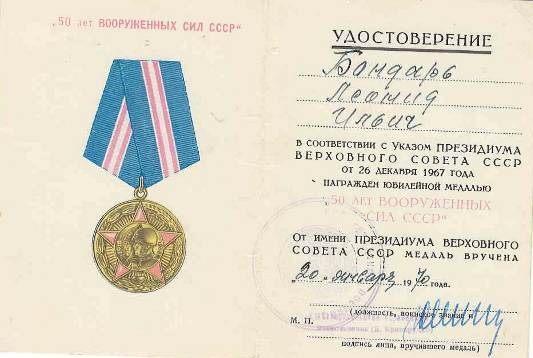 „50 лет ВООРУЖЕННЫХ СИЛ СССР“
УДОСТОВЕРЕНИЕ
Бондарь
Леонид
Ильич
В СООТВЕТСТВИИ С УКАЗОМ ПРЕЗИДИУМА
ВЕРХОВНОГО СОВЕТА СССР
ОТ 26 ДЕКАБРЯ 1967 ГОДА
НАГРАЖДЕН ЮБИЛЕЙНОЙ МЕДАЛЬЮ
„50 ЛЕТ ВООРУЖЕННЫХ
СИЛ СССР“
ОТ ИМЕНИ ПРЕЗИДИУМА ВЕРХОВНОГО
СОВЕТА СССР МЕДАЛЬ ВРУЧЕНА
„20“ январь 1970 года.
(должность, воинское звание и
М. П.
подпись лица, вручившего медаль)